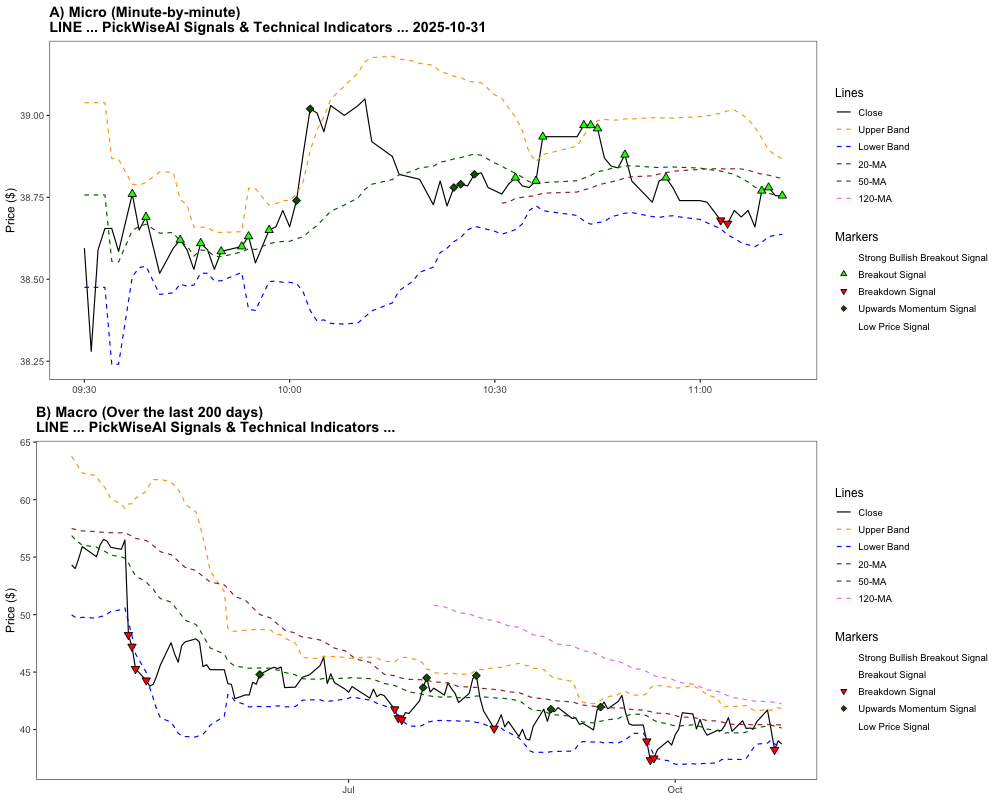 A) Micro (Minute-by-minute)
LINE ... PickWiseAI Signals & Technical Indicators ... 2025-10-31
Price ($)
39.00
38.75
38.50
38.25
09:30
10:00
10:30
11:00
Lines
Close
Upper Band
Lower Band
20-MA
50-MA
120-MA
Markers
Strong Bullish Breakout Signal
Breakout Signal
Breakdown Signal
Upwards Momentum Signal
Low Price Signal
B) Macro (Over the last 200 days)
LINE ... PickWiseAI Signals & Technical Indicators ...
Price ($)
65
60
55
50
45
40
Jul
Oct
Lines
Close
Upper Band
Lower Band
20-MA
50-MA
120-MA
Markers
Strong Bullish Breakout Signal
Breakout Signal
Breakdown Signal
Upwards Momentum Signal
Low Price Signal